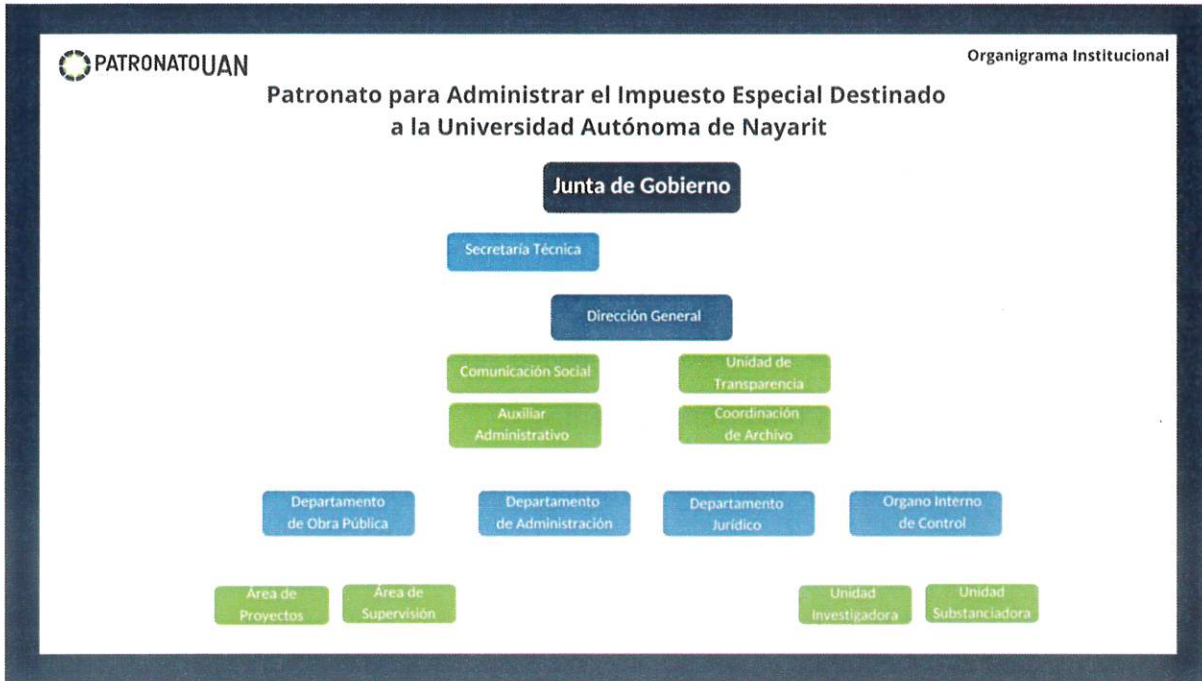 PATRONATOUAN
Organigrama Institucional
Patronato para Administrar el Impuesto Especial Destinado
a la Universidad Autónoma de Nayarit
Junta de Gobierno
Secretaría Técnica
Dirección General
Comunicación Social
Unidad de
Transparencia
Auxiliar
Administrativo
Coordinación
de Archivo
Departamento
de Obra Pública
Departamento
de Administración
Departamento
Jurídico
Organo Interno
de Control
Área de
Proyectos
Área de
Supervisión
Unidad
Investigadora
Unidad
Substanciadora